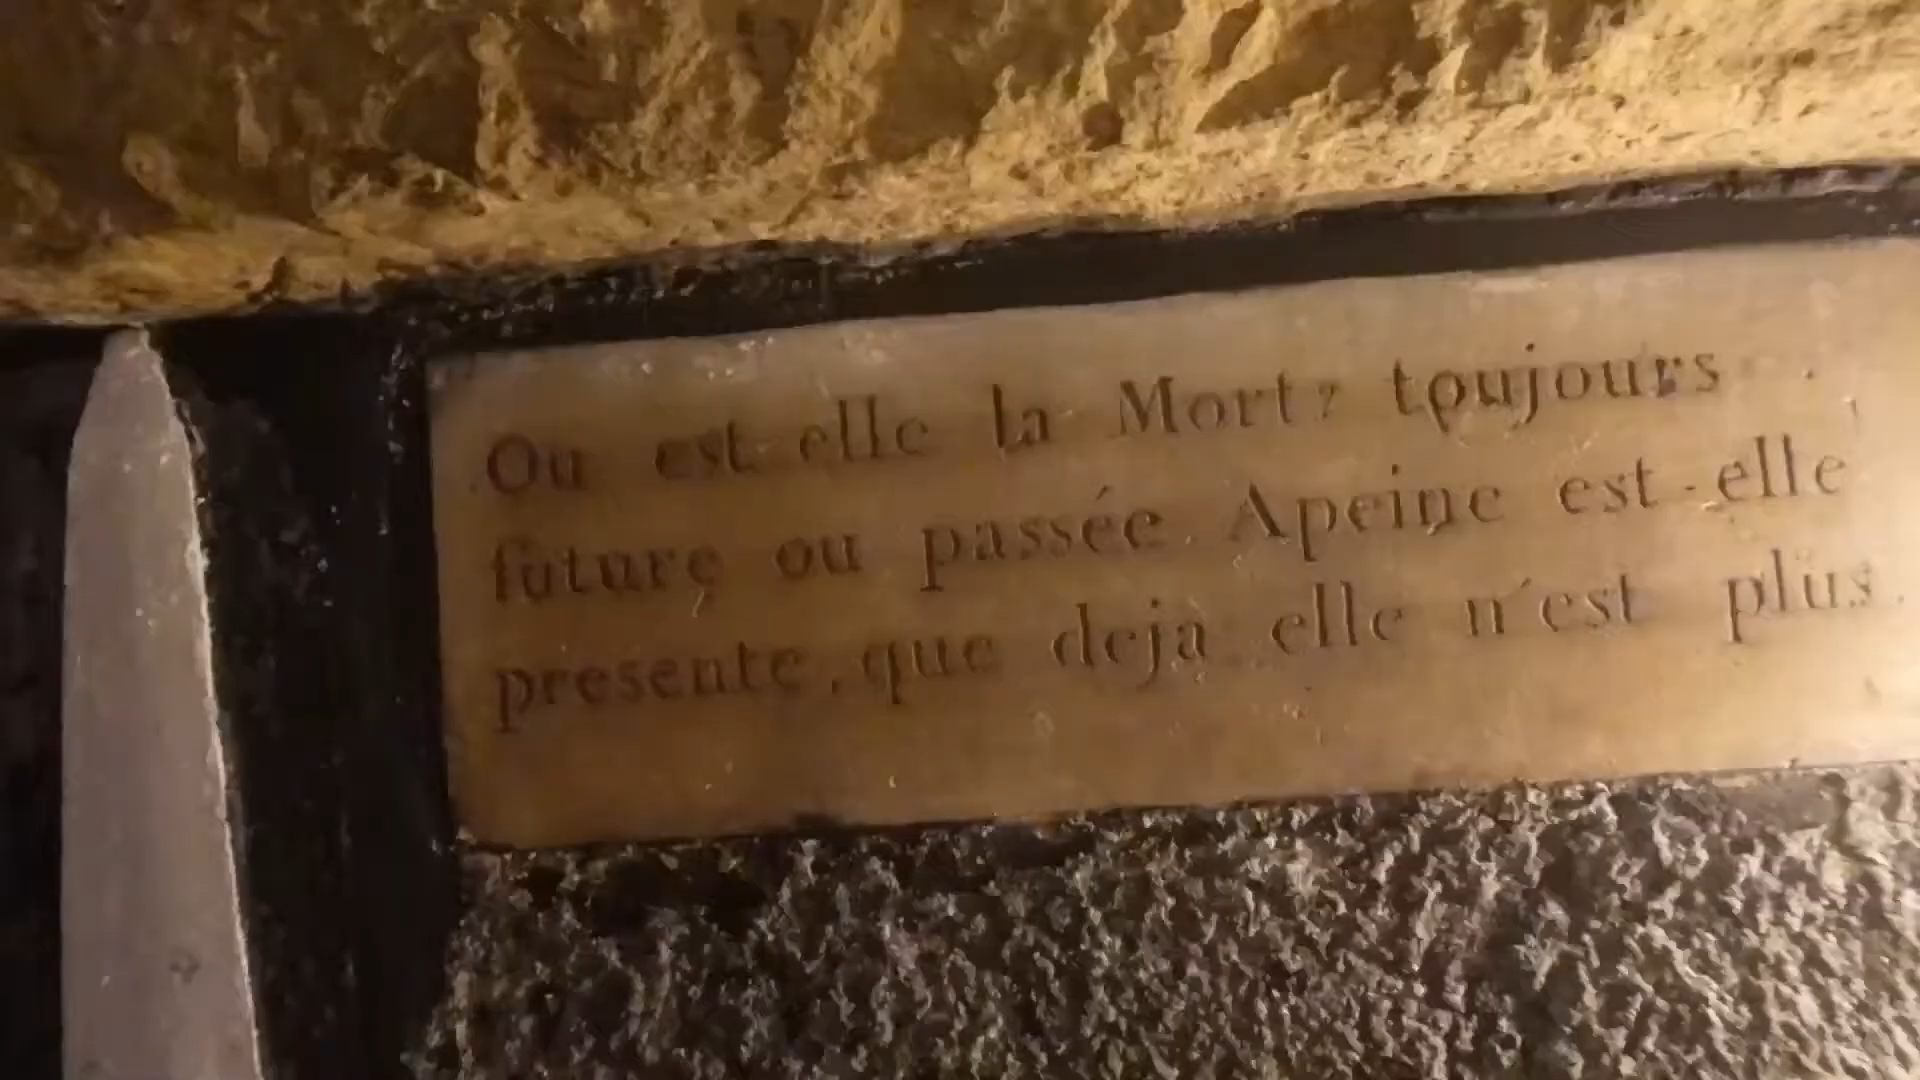 Ou est-elle la Mort? toujours
future ou passée. Apeine est-elle
presente, que deja elle n'est plus.